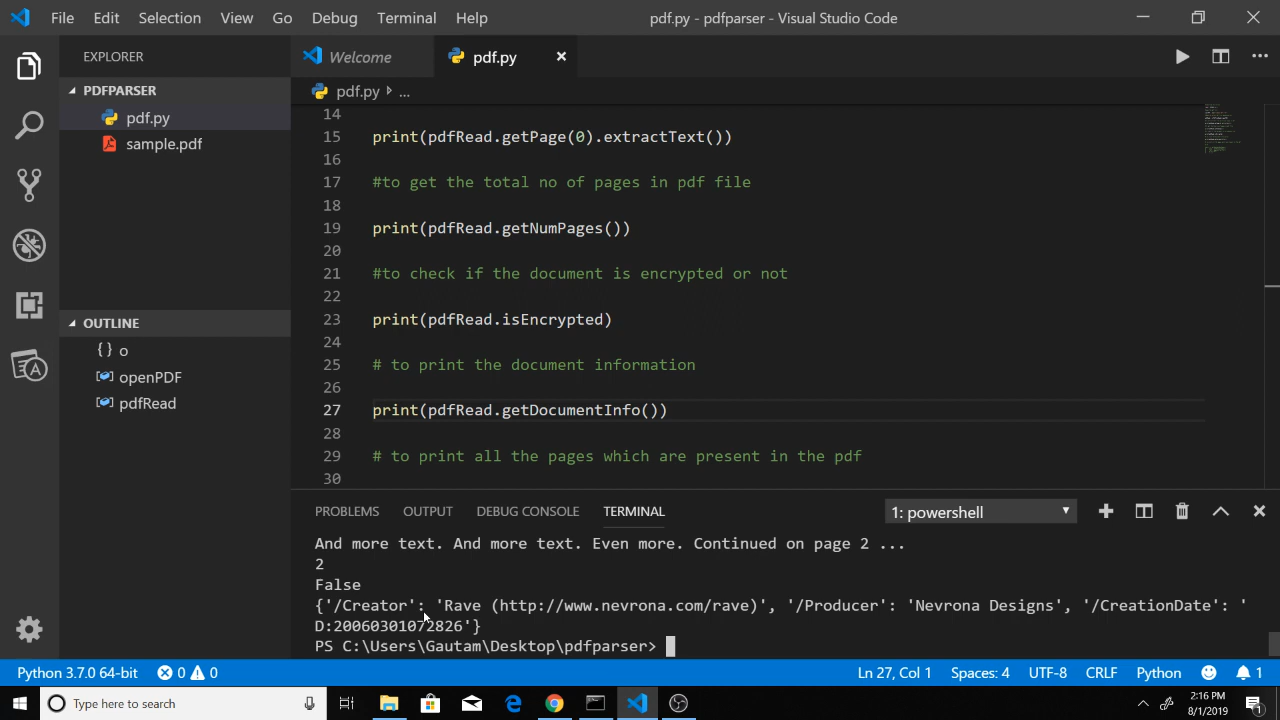 File Edit Selection View Go Debug Terminal Help pdf.py - pdfparser - Visual Studio Code
EXPLORER
PDFPARSER
pdf.py
sample.pdf
OUTLINE
{} o
openPDF
pdfRead
Welcome pdf.py
pdf.py ...
14
15 print(pdfRead.getPage(0).extractText())
16
17 #to get the total no of pages in pdf file
18
19 print(pdfRead.getNumPages())
20
21 #to check if the document is encrypted or not
22
23 print(pdfRead.isEncrypted)
24
25 # to print the document information
26
27 print(pdfRead.getDocumentInfo())
28
29 # to print all the pages which are present in the pdf
30
PROBLEMS OUTPUT DEBUG CONSOLE TERMINAL 1: powershell
And more text. And more text. Even more. Continued on page 2 ...
2
False
{'/Creator': 'Rave (http://www.nevrona.com/rave)', '/Producer': 'Nevrona Designs', '/CreationDate': '
D:20060301072826'}
PS C:\Users\Gautam\Desktop\pdfparser>
Python 3.7.0 64-bit 0 0 Ln 27, Col 1 Spaces: 4 UTF-8 CRLF Python 1
Type here to search
2:16 PM
8/1/2019
1